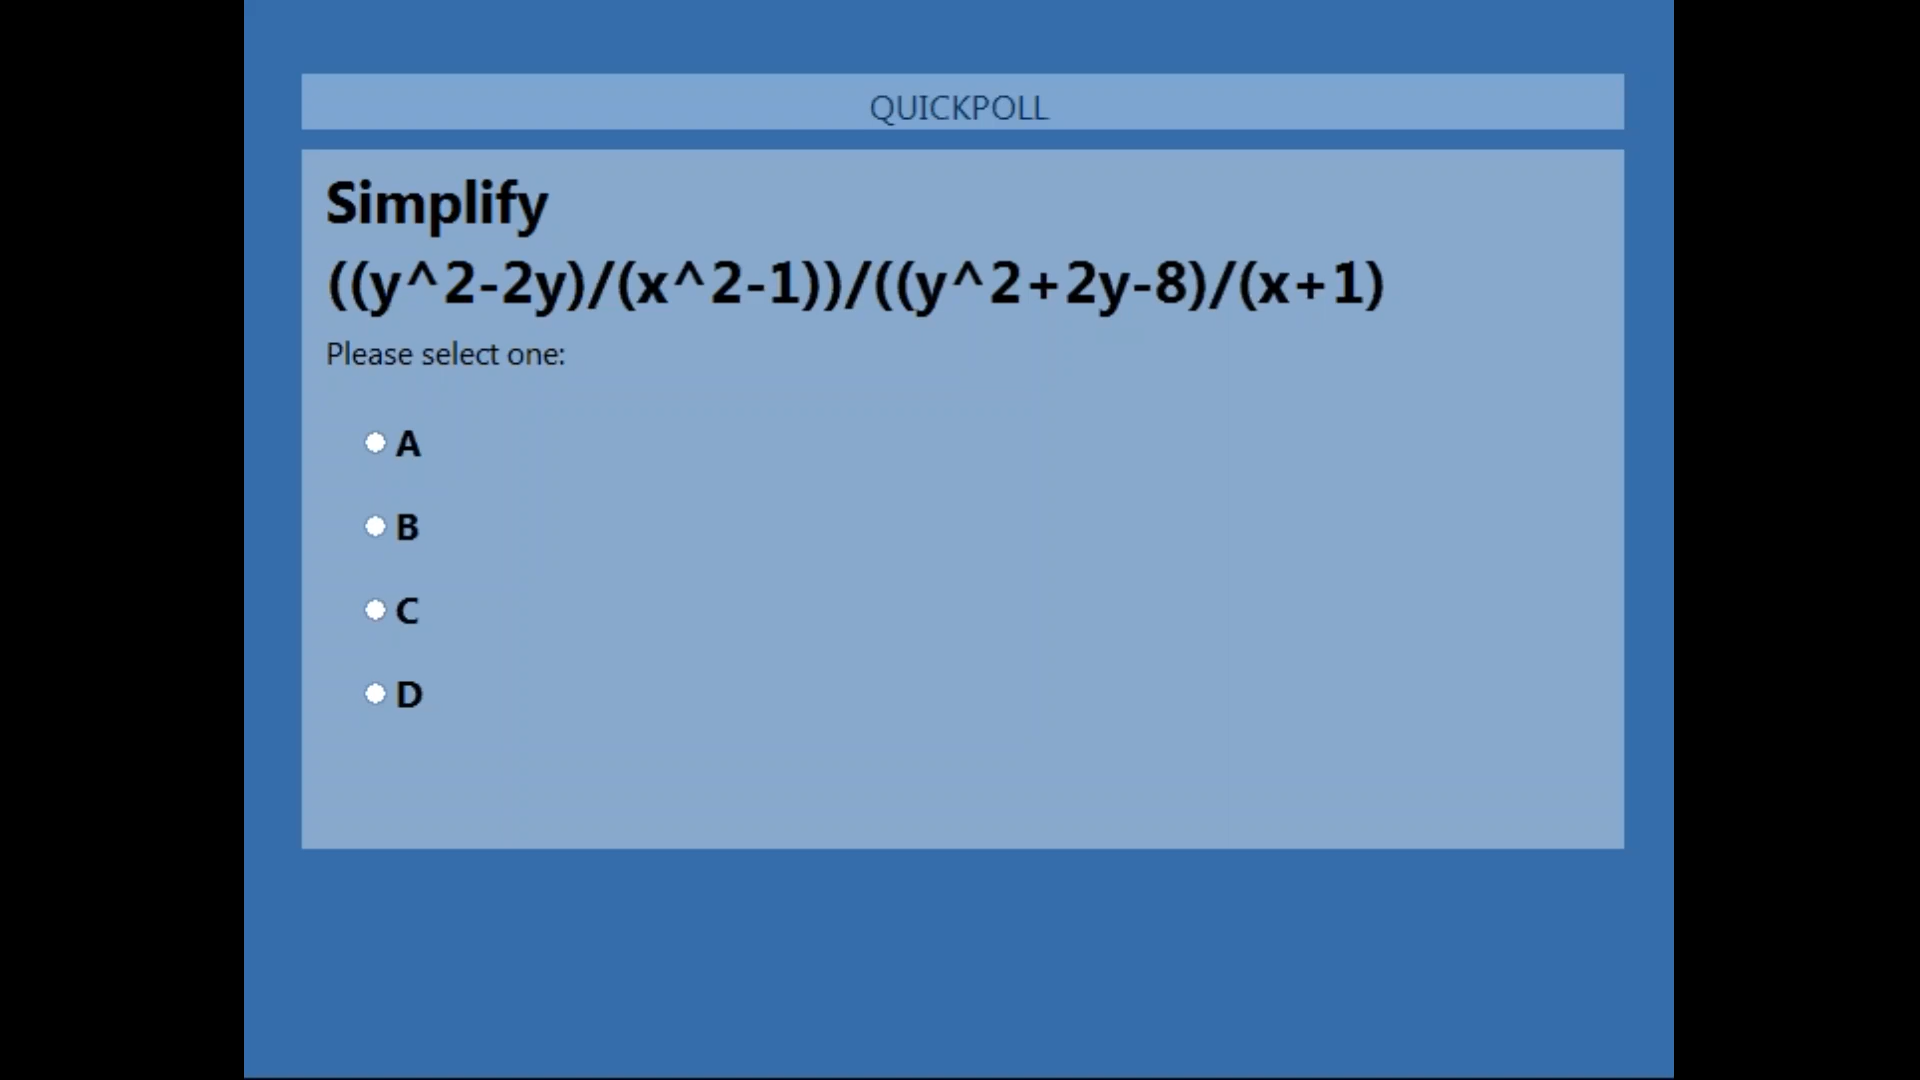 QUICKPOLL
Simplify
((y^2-2y)/(x^2-1))/((y^2+2y-8)/(x+1)
Please select one:
A
B
C
D